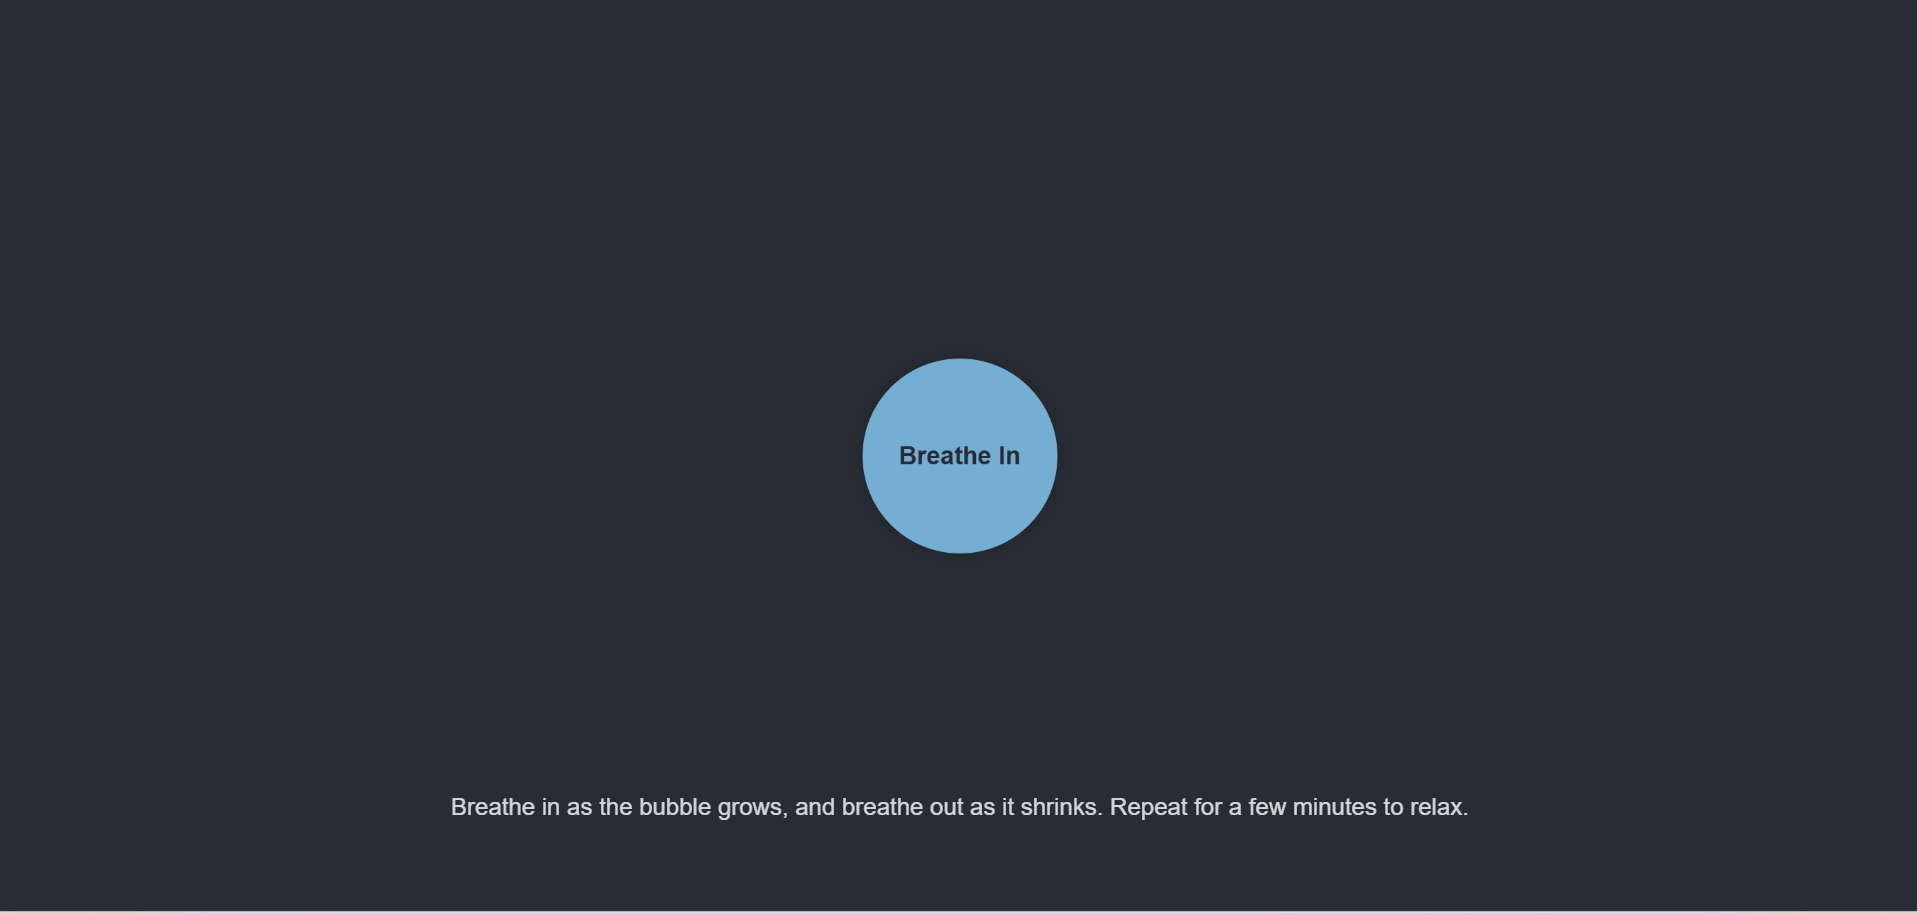 Breathe In
Breathe in as the bubble grows, and breathe out as it shrinks. Repeat for a few minutes to relax.